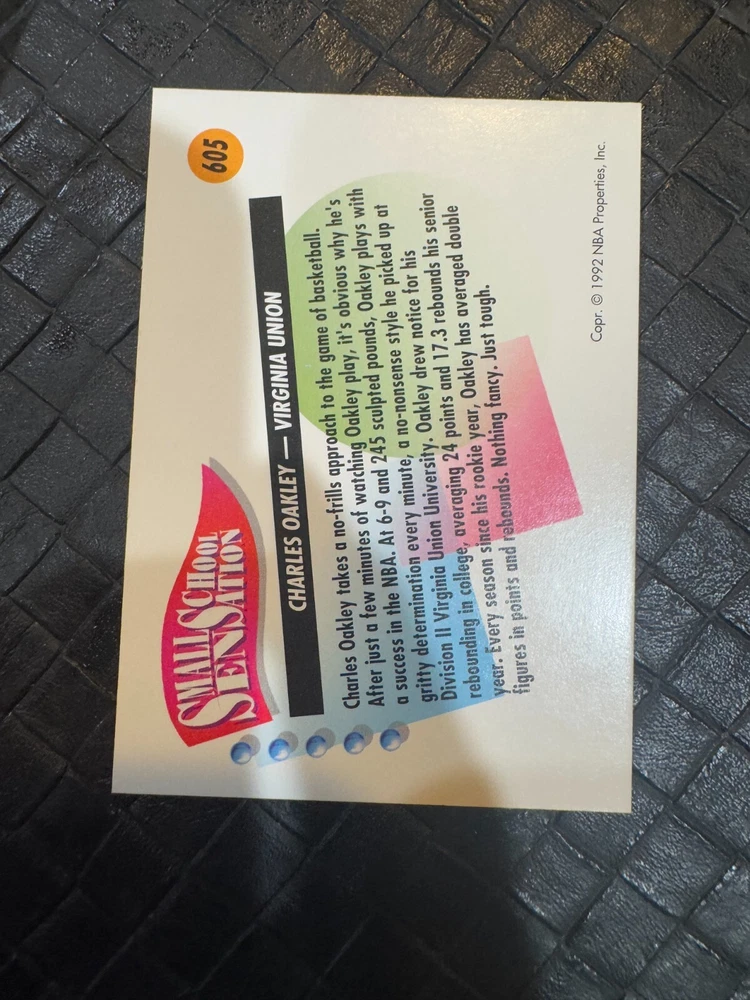 605
SMALL SCHOOL
SENSATION
CHARLES OAKLEY — VIRGINIA UNION
Charles Oakley takes a no-frills approach to the game of basketball.
After just a few minutes of watching Oakley play, it's obvious why he's
a success in the NBA. At 6-9 and 245 sculpted pounds, Oakley plays with
gritty determination every minute, a no-nonsense style he picked up at
Division II Virginia Union University. Oakley drew notice for his
rebounding in college, averaging 24 points and 17.3 rebounds his senior
year. Every season since his rookie year, Oakley has averaged double
figures in points and rebounds. Nothing fancy. Just tough.
Copr. © 1992 NBA Properties, Inc.